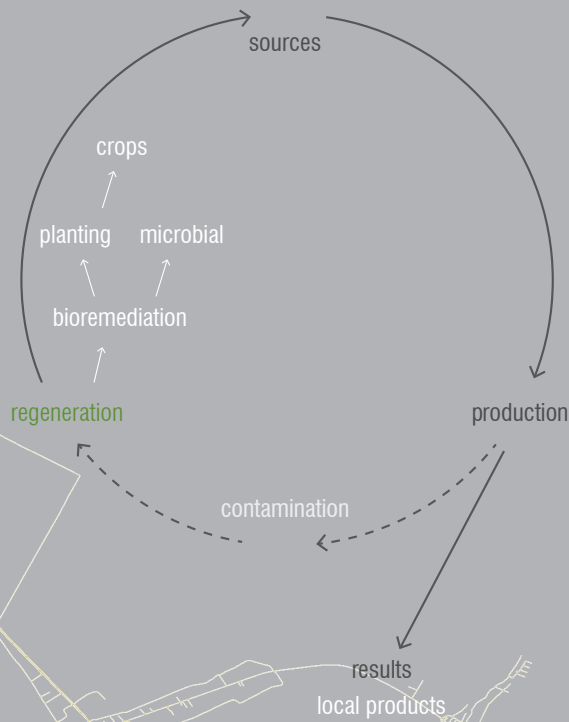 sources
crops
planting
microbial
bioremediation
regeneration
production
contamination
results
local products